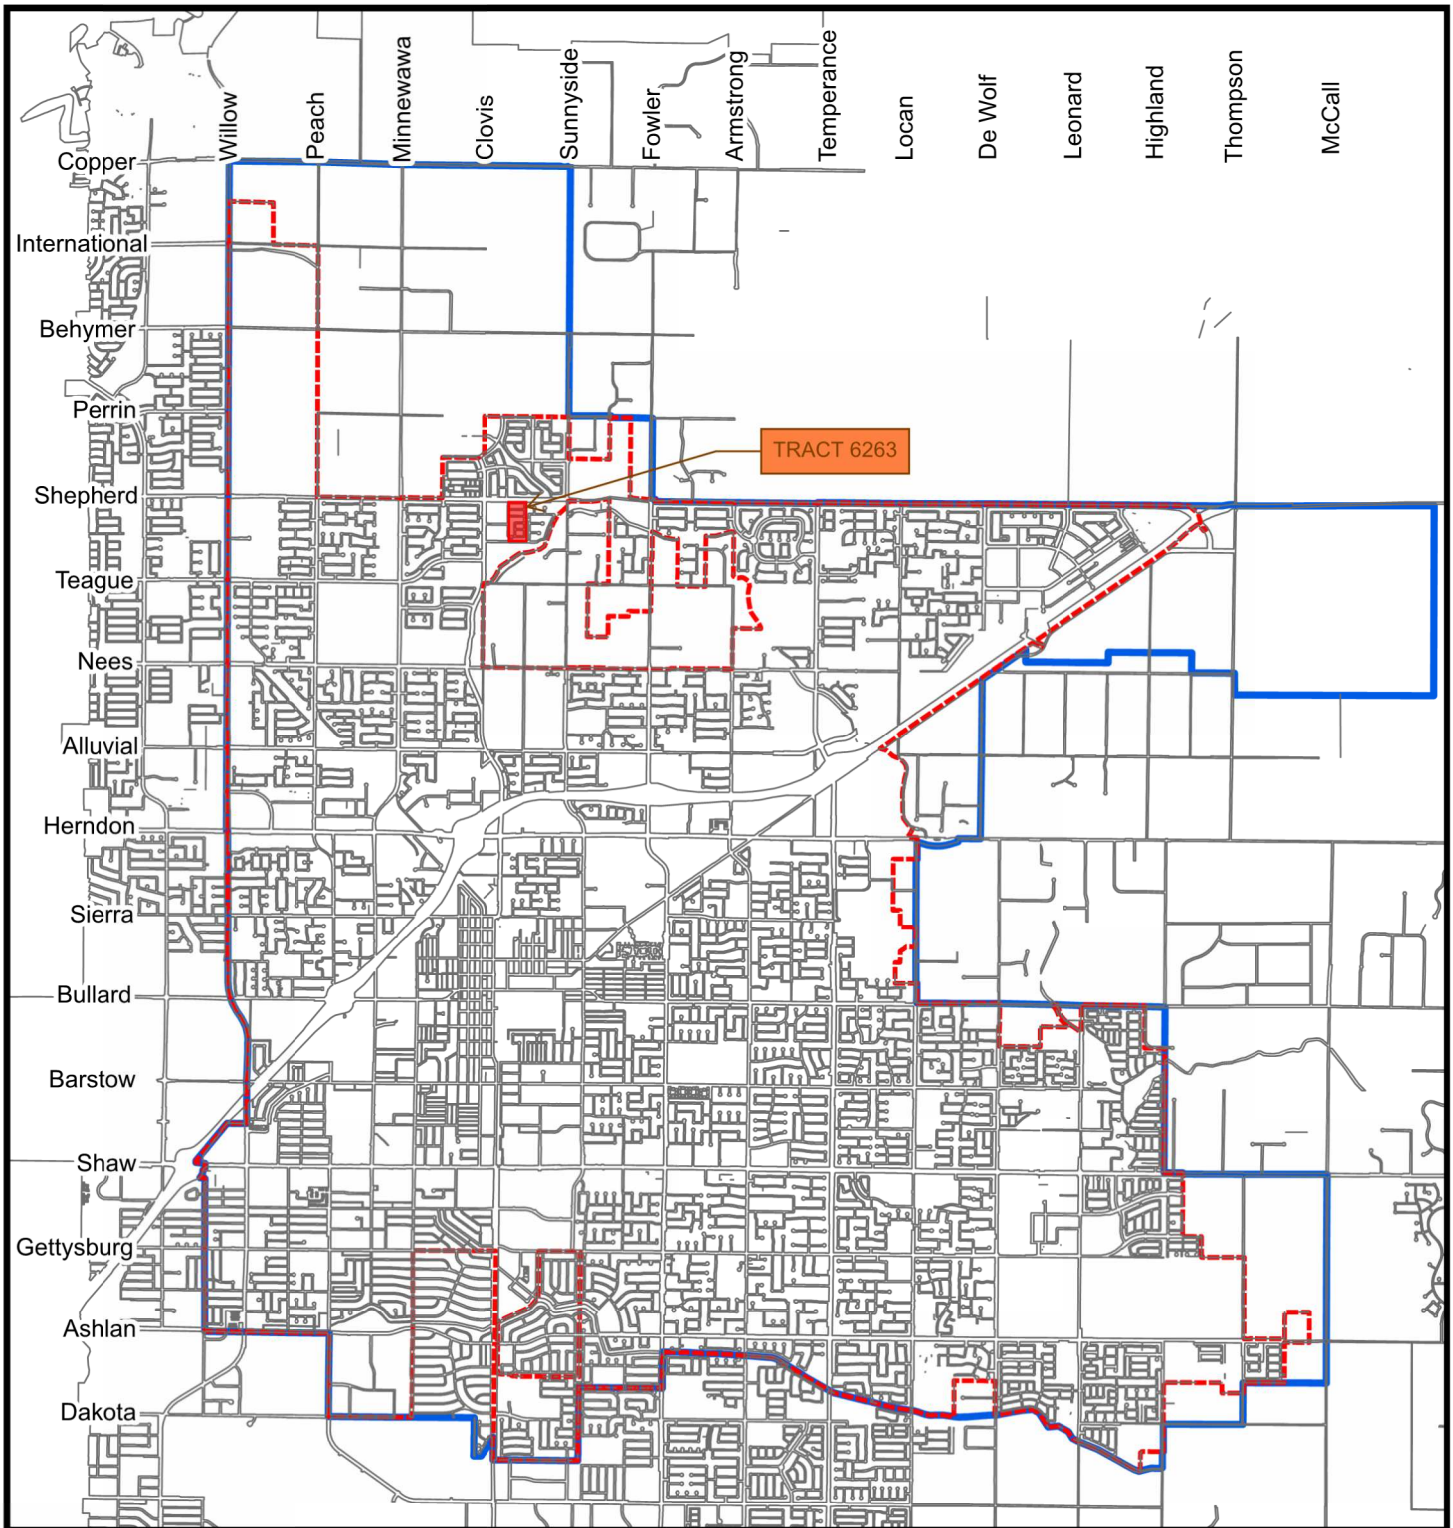 Willow
Peach
Minnewawa
Clovis
Sunnyside
Fowler
Armstrong
Temperance
Locan
De Wolf
Leonard
Highland
Thompson
McCall
Copper
International
Behymer
Perrin
TRACT 6263
Shepherd
Teague
Nees
Alluvial
Herndon
Sierra
Bullard
Barstow
Shaw
Gettysburg
Ashlan
Dakota